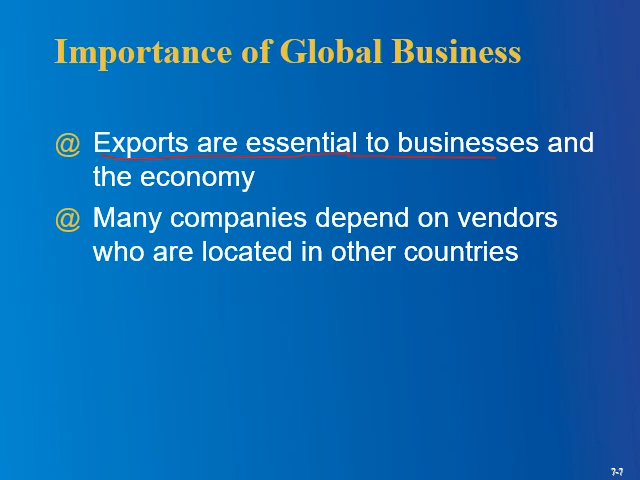 Importance of Global Business
@ Exports are essential to businesses and
the economy
@ Many companies depend on vendors
who are located in other countries
7-7